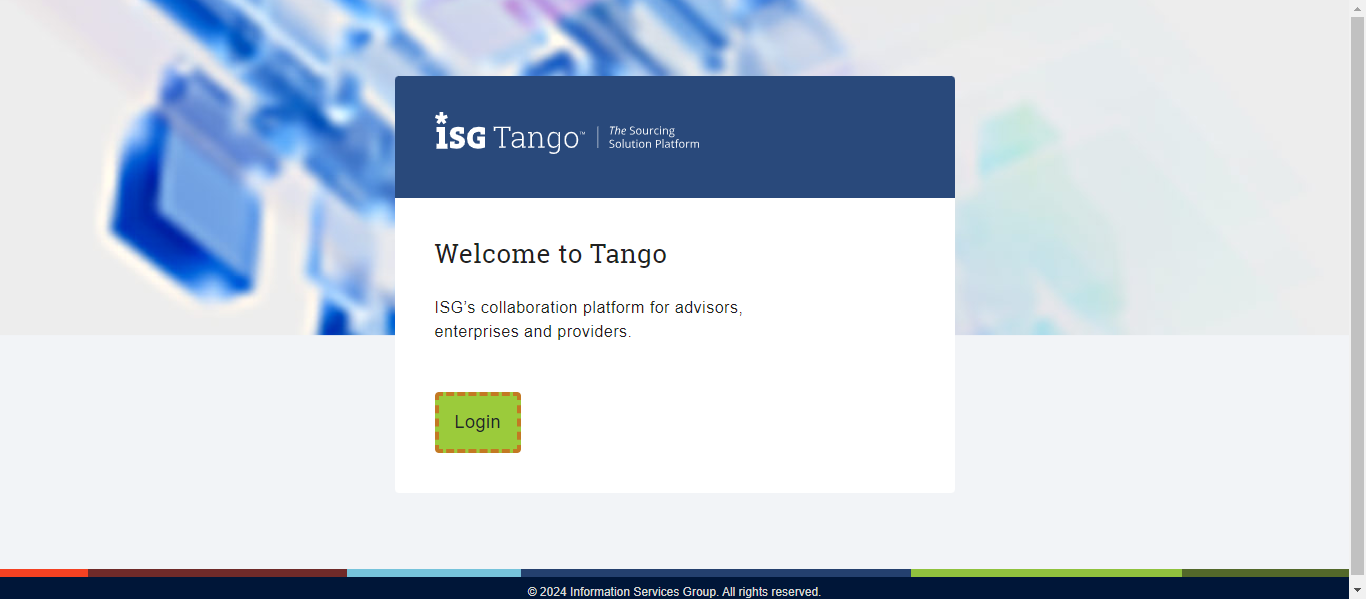 ISG Tango™ | The Sourcing
Solution Platform
Welcome to Tango
ISG’s collaboration platform for advisors,
enterprises and providers.
Login
© 2024 Information Services Group. All rights reserved.